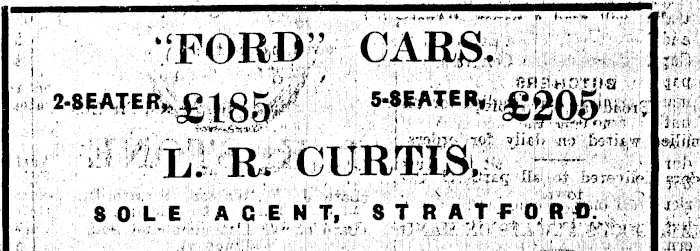 "FORD" CARS.
2-SEATER, £185 5-SEATER, £205
L. R. CURTIS,
SOLE AGENT, STRATFORD.